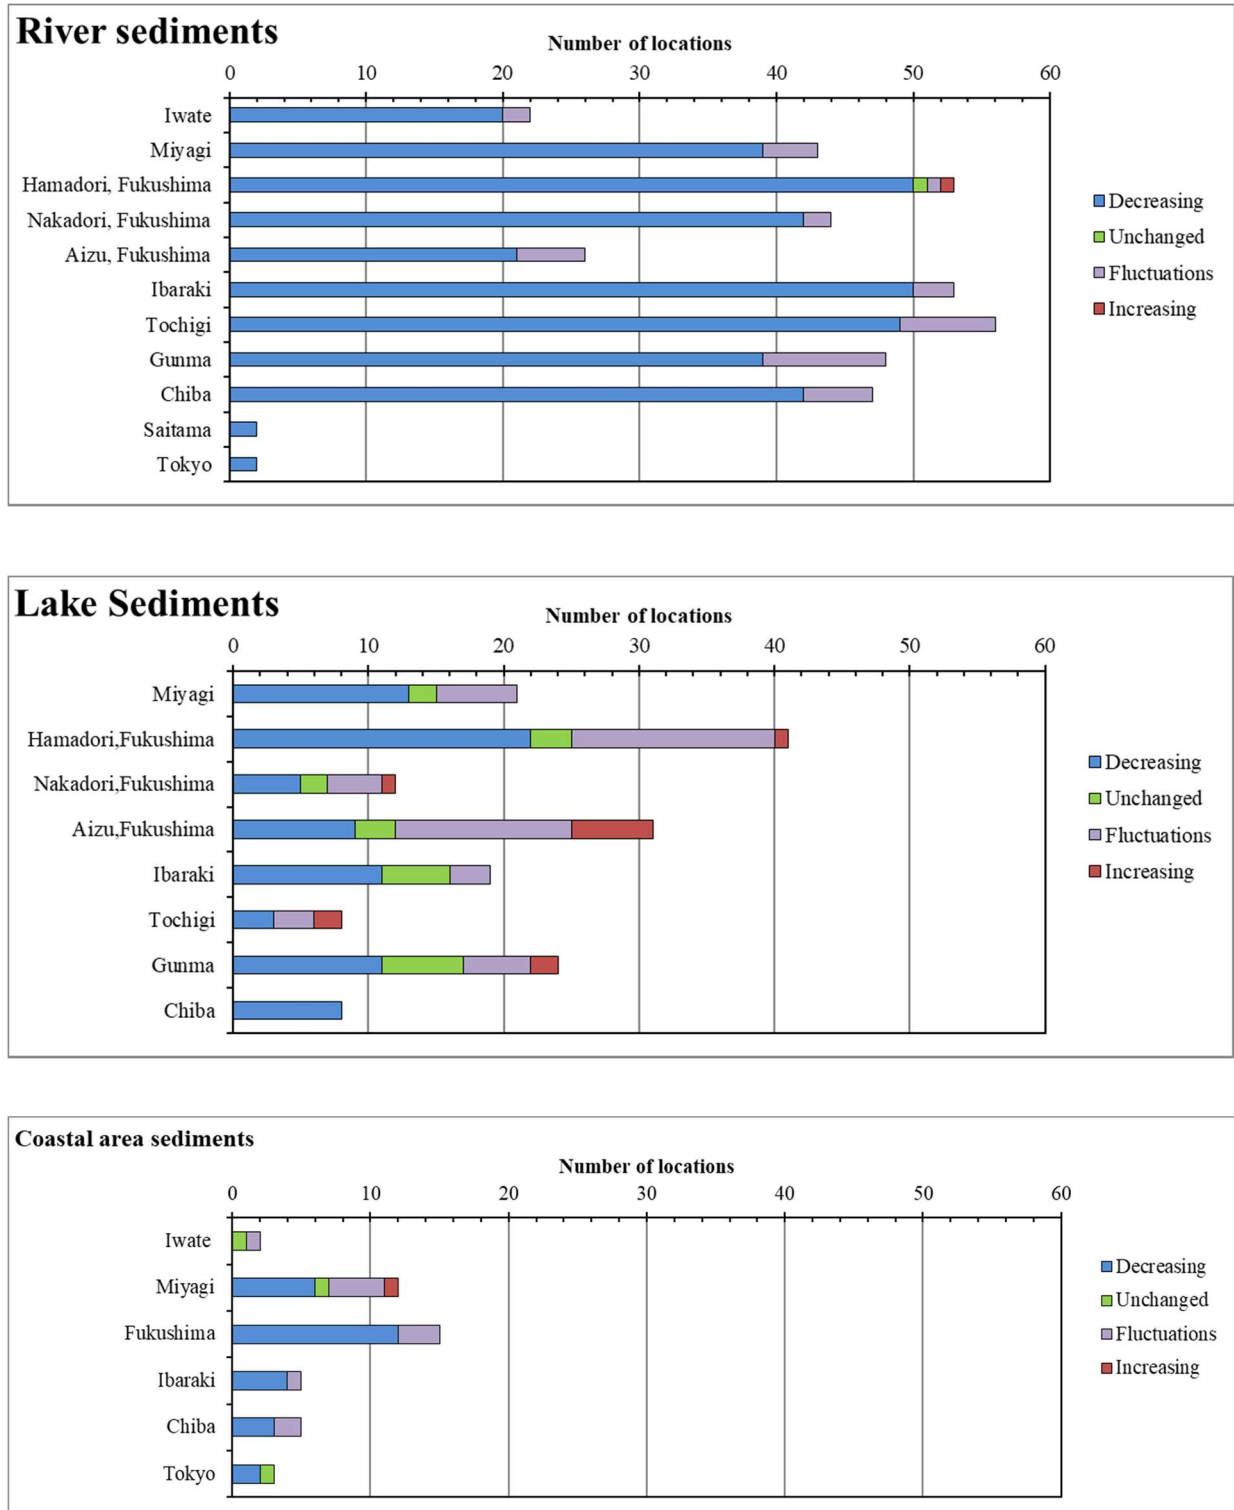 River sediments
Number of locations
0 10 20 30 40 50 60
Iwate
Miyagi
Hamadori, Fukushima
Nakadori, Fukushima
Aizu, Fukushima
Ibaraki
Tochigi
Gunma
Chiba
Saitama
Tokyo
Decreasing
Unchanged
Fluctuations
Increasing
Lake Sediments
Number of locations
0 10 20 30 40 50 60
Miyagi
Hamadori,Fukushima
Nakadori,Fukushima
Aizu,Fukushima
Ibaraki
Tochigi
Gunma
Chiba
Decreasing
Unchanged
Fluctuations
Increasing
Coastal area sediments
Number of locations
0 10 20 30 40 50 60
Iwate
Miyagi
Fukushima
Ibaraki
Chiba
Tokyo
Decreasing
Unchanged
Fluctuations
Increasing